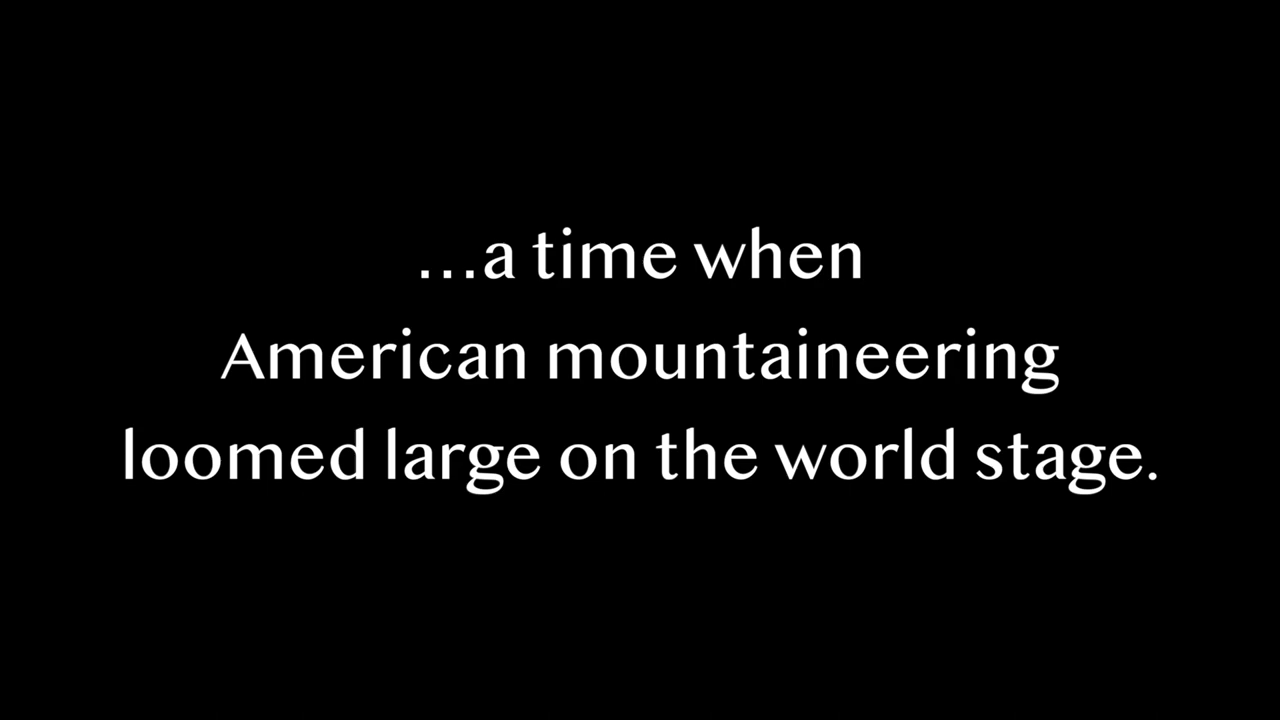 ...a time when
American mountaineering
loomed large on the world stage.